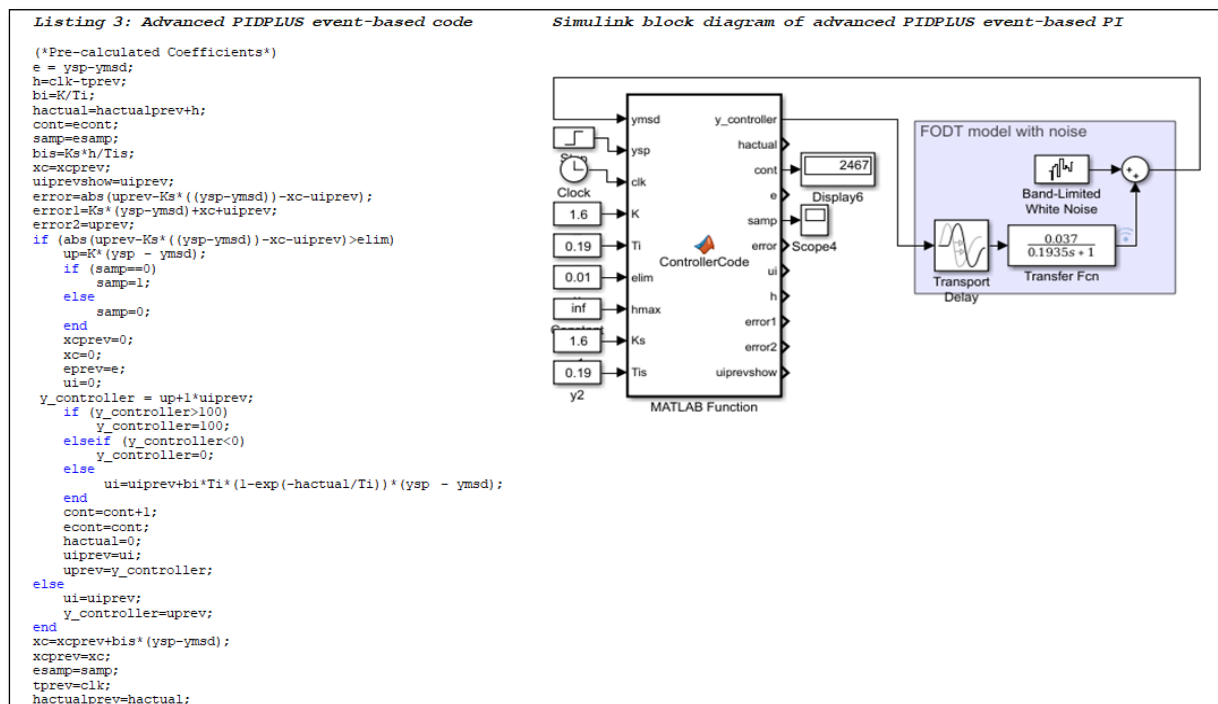 Listing 3: Advanced PIDPLUS event-based code
(*Pre-calculated Coefficients*)
e = ysp-ymsd;
h=clk-tprev;
bi=K/Ti;
hactual=hactualprev+h;
cont=econt;
samp=esamp;
bis=Ks*h/Tis;
xc=xcprev;
uiprevshow=uiprev;
error=abs(uprev-Ks*((ysp-ymsd))-xc-uiprev);
error1=Ks*(ysp-ymsd)+xc+uiprev;
error2=uprev;
if (abs(uprev-Ks*((ysp-ymsd))-xc-uiprev)>elim)
up=K*(ysp - ymsd);
if (samp==0)
samp=1;
else
samp=0;
end
xcprev=0;
xc=0;
eprev=e;
ui=0;
y_controller = up+1*uiprev;
if (y_controller>100)
y_controller=100;
elseif (y_controller<0)
y_controller=0;
else
ui=uiprev+bi*Ti*(1-exp(-hactual/Ti))*(ysp - ymsd);
end
cont=cont+1;
econt=cont;
hactual=0;
uiprev=ui;
uprev=y_controller;
else
ui=uiprev;
y_controller=uprev;
end
xc=xcprev+bis*(ysp-ymsd);
xcprev=xc;
esamp=samp;
tprev=clk;
hactualprev=hactual;
Simulink block diagram of advanced PIDPLUS event-based PI
Clock
1.6
0.19
0.01
inf
1.6
0.19
y2
ymsd
ysp
clk
K
Ti
elim
hmax
Ks
Tis
ControllerCode
y_controller
hactual
cont
e
samp
error
ui
h
error1
error2
uiprevshow
MATLAB Function
2467
Display6
Scope4
FODT model with noise
Band-Limited
White Noise
Transport
Delay
0.037
0.1935s + 1
Transfer Fcn